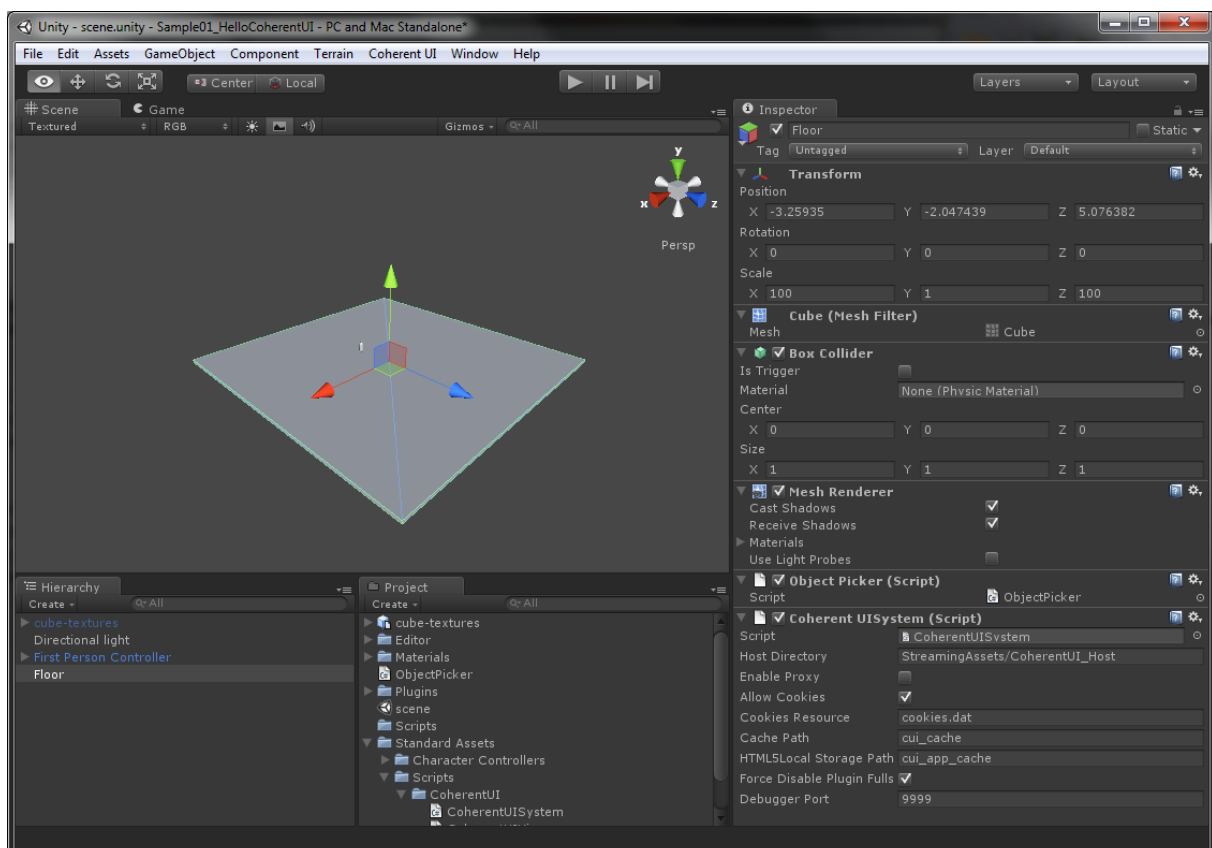 Unity - scene.unity - Sample01_HelloCoherentUI - PC and Mac Standalone*
File Edit Assets GameObject Component Terrain Coherent UI Window Help
Center Local
Layers Layout
Scene Game
Textured RGB Gizmos All
y
x z
Persp
Inspector
Floor Static
Tag Untagged Layer Default
Transform
Position
X -3.25935 Y -2.047439 Z 5.076382
Rotation
X 0 Y 0 Z 0
Scale
X 100 Y 1 Z 100
Cube (Mesh Filter)
Mesh Cube
Box Collider
Is Trigger
Material None (Physic Material)
Center
X 0 Y 0 Z 0
Size
X 1 Y 1 Z 1
Mesh Renderer
Cast Shadows
Receive Shadows
Materials
Use Light Probes
Object Picker (Script)
Script ObjectPicker
Coherent UISystem (Script)
Script CoherentUISystem
Host Directory StreamingAssets/CoherentUI_Host
Enable Proxy
Allow Cookies
Cookies Resource cookies.dat
Cache Path cui_cache
HTML5Local Storage Path cui_app_cache
Force Disable Plugin Fulls
Debugger Port 9999
Hierarchy
Create All
cube-textures
Directional light
First Person Controller
Floor
Project
Create All
cube-textures
Editor
Materials
ObjectPicker
Plugins
scene
Scripts
Standard Assets
Character Controllers
Scripts
CoherentUI
CoherentUISystem